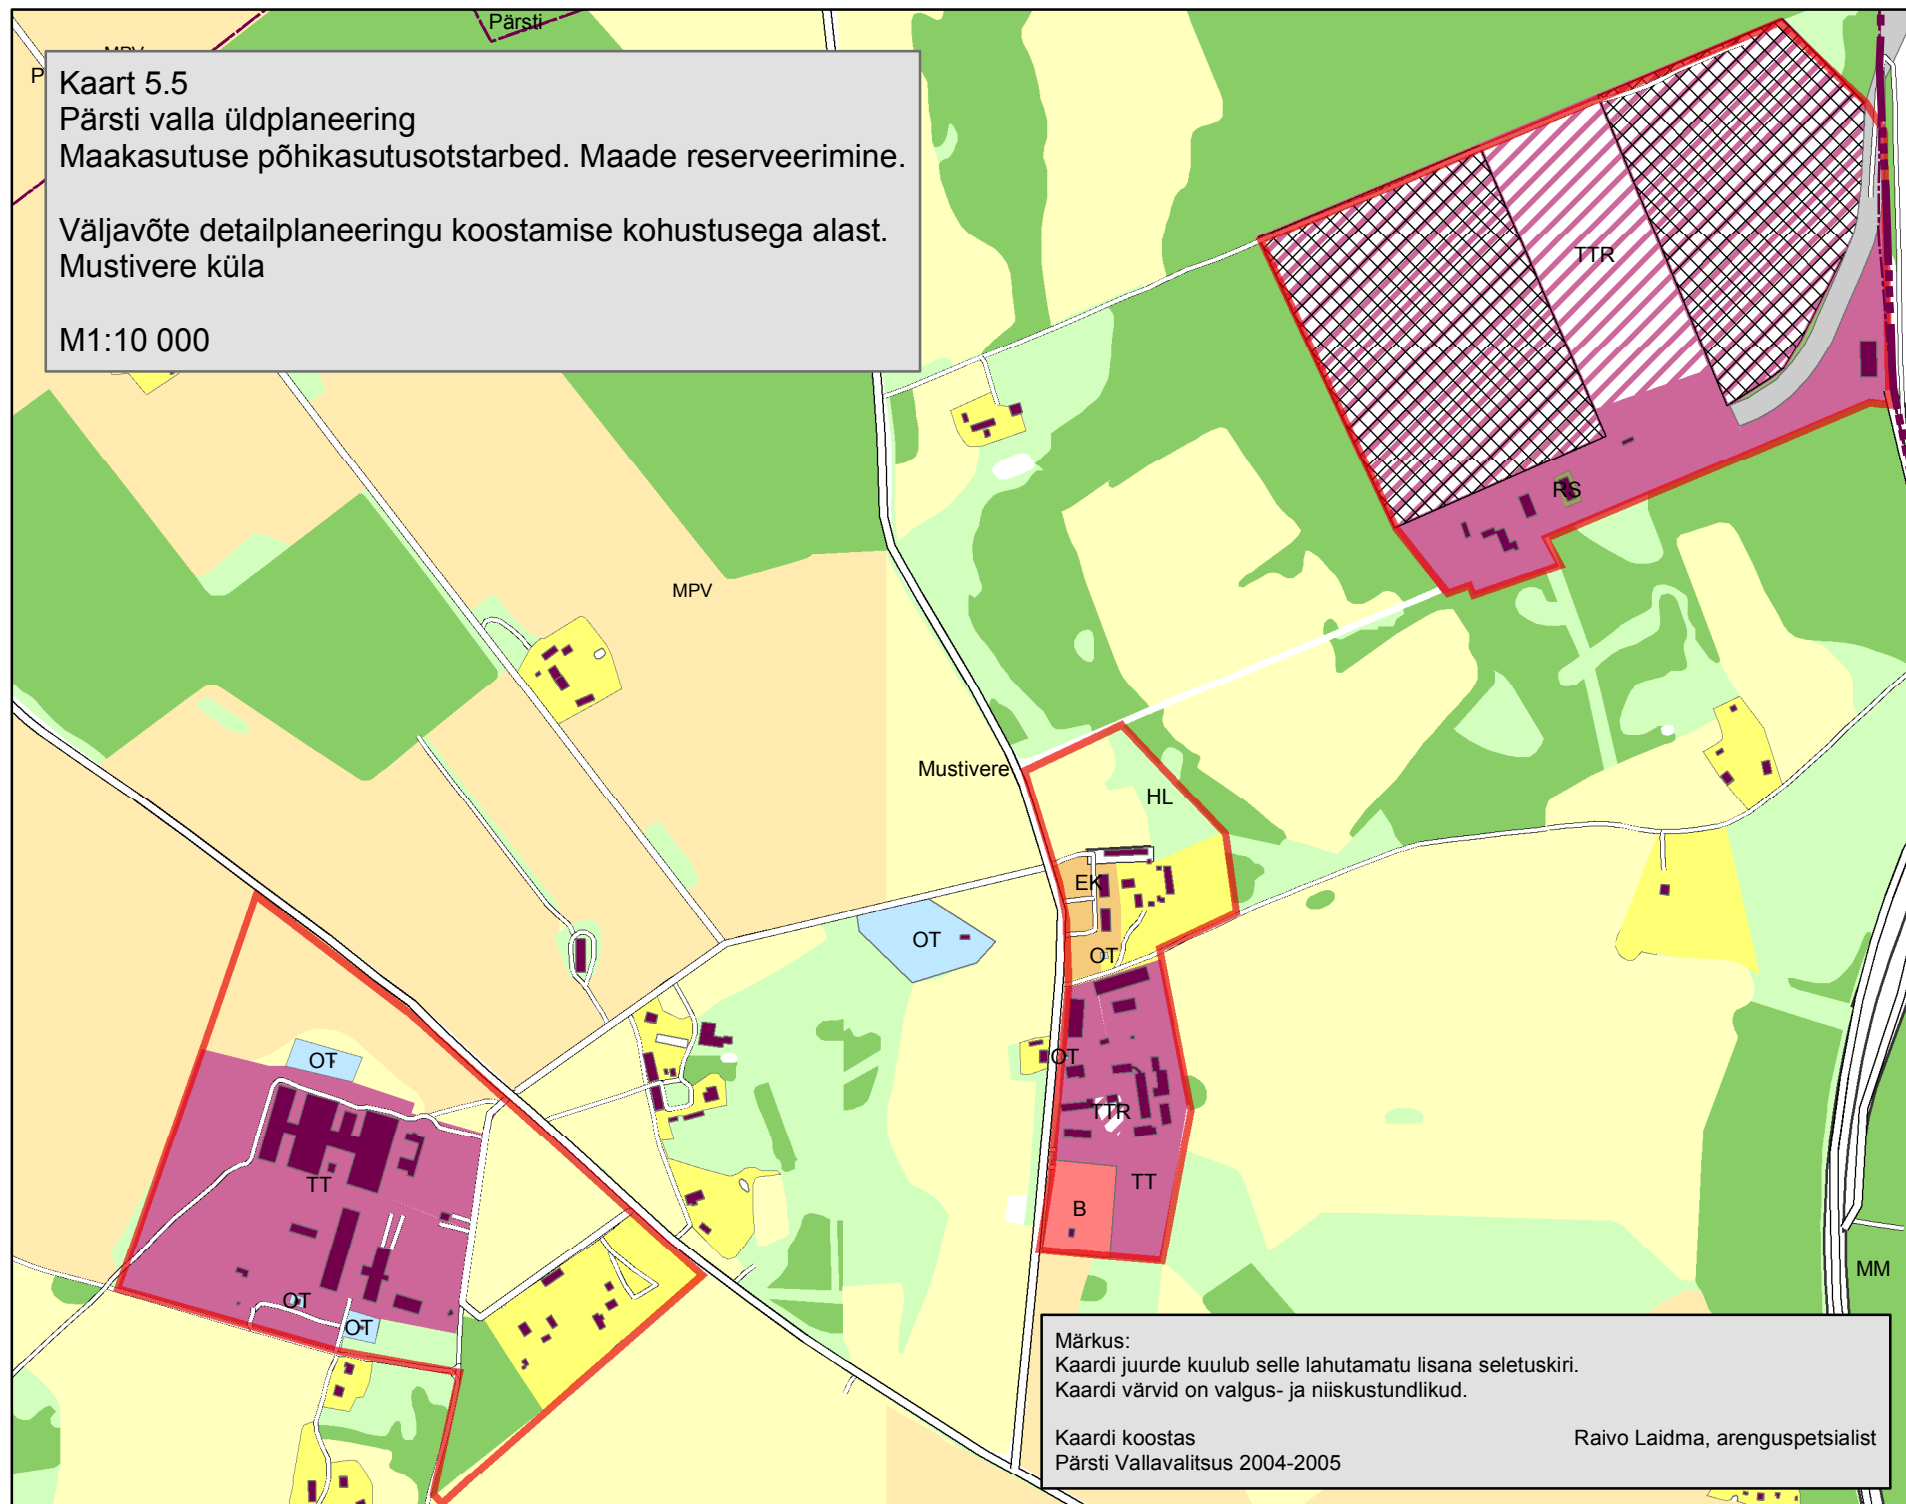 Pärsti
MPV
P
Kaart 5.5
Pärsti valla üldplaneering
Maakasutuse põhikasutusotstarbed. Maade reserveerimine.
Väljavõte detailplaneeringu koostamise kohustusega alast.
Mustivere küla
M1:10 000
TTR
RS
MPV
Mustivere
HL
EK
OT
OT
OT
OT
TTR
TT
TT
B
OT
OT
MM
Märkus:
Kaardi juurde kuulub selle lahutamatu lisana seletuskiri.
Kaardi värvid on valgus- ja niiskustundlikud.
Kaardi koostas
Raivo Laidma, arenguspetsialist
Pärsti Vallavalitsus 2004-2005